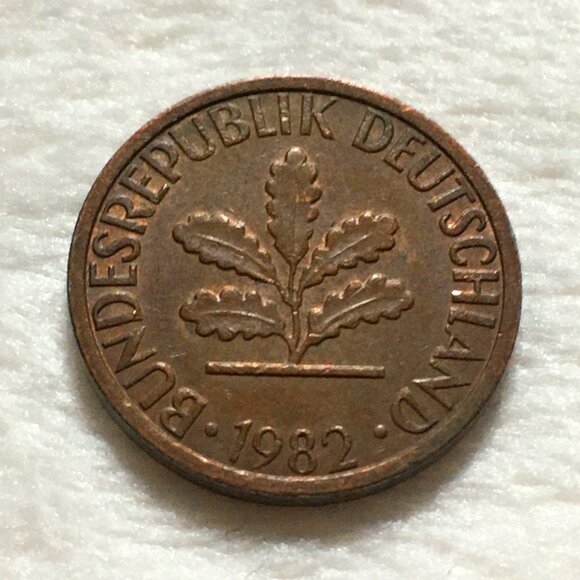 BUNDESREPUBLIK DEUTSCHLAND
· 1982 ·